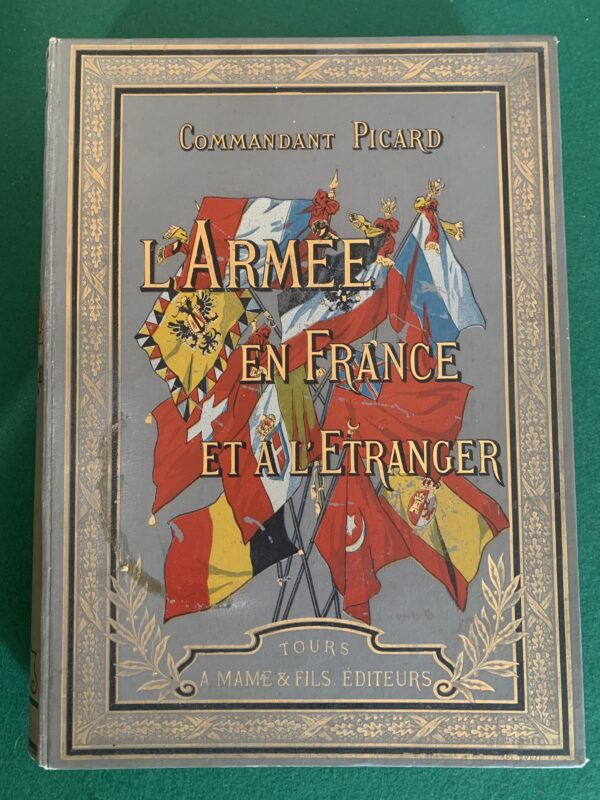 COMMANDANT PICARD
L'ARMÉE
EN FRANCE
ET A L'ETRANGER
TOURS
A. MAME & FILS. ÉDITEURS